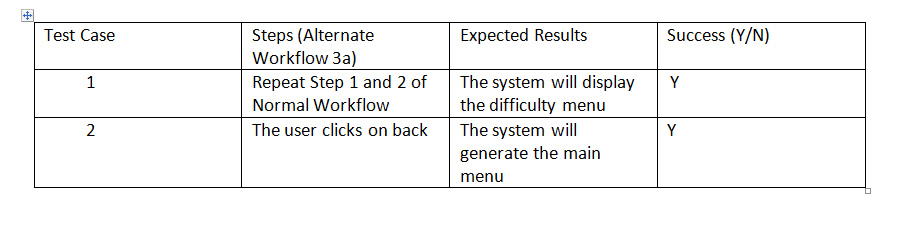 Test Case
Steps (Alternate
Workflow 3a)
Expected Results
Success (Y/N)
1
Repeat Step 1 and 2 of
Normal Workflow
The system will display
the difficulty menu
Y
2
The user clicks on back
The system will
generate the main
menu
Y